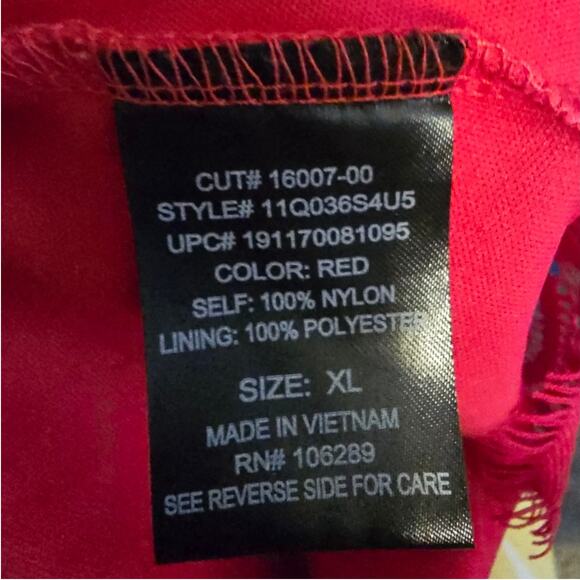 CUT# 16007-00
STYLE# 11Q036S4U5
UPC# 191170081095
COLOR: RED
SELF: 100% NYLON
LINING: 100% POLYESTER
SIZE: XL
MADE IN VIETNAM
RN# 106289
SEE REVERSE SIDE FOR CARE